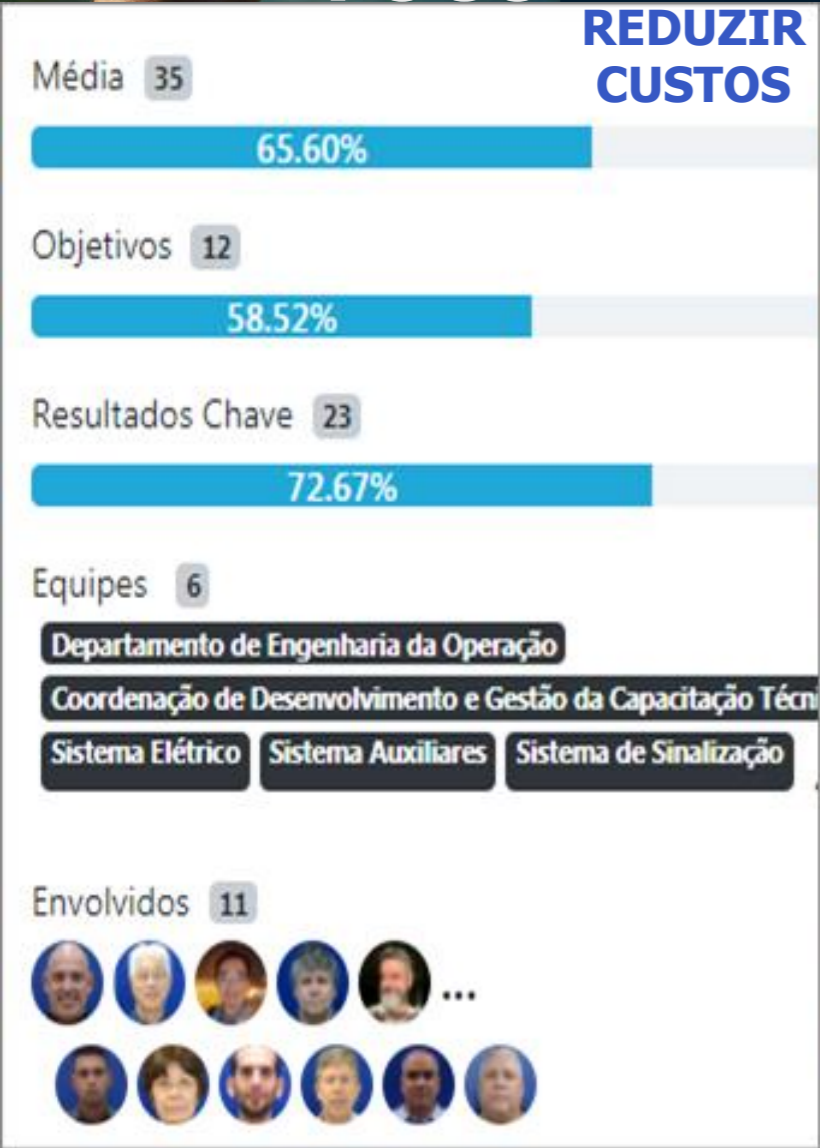 REDUZIR
CUSTOS
Média 35
65.60%
Objetivos 12
58.52%
Resultados Chave 23
72.67%
Equipes 6
Departamento de Engenharia da Operação
Coordenação de Desenvolvimento e Gestão da Capacitação
Sistema Elétrico Sistema Auxiliares Sistema de Sinalização
Envolvidos 11
...